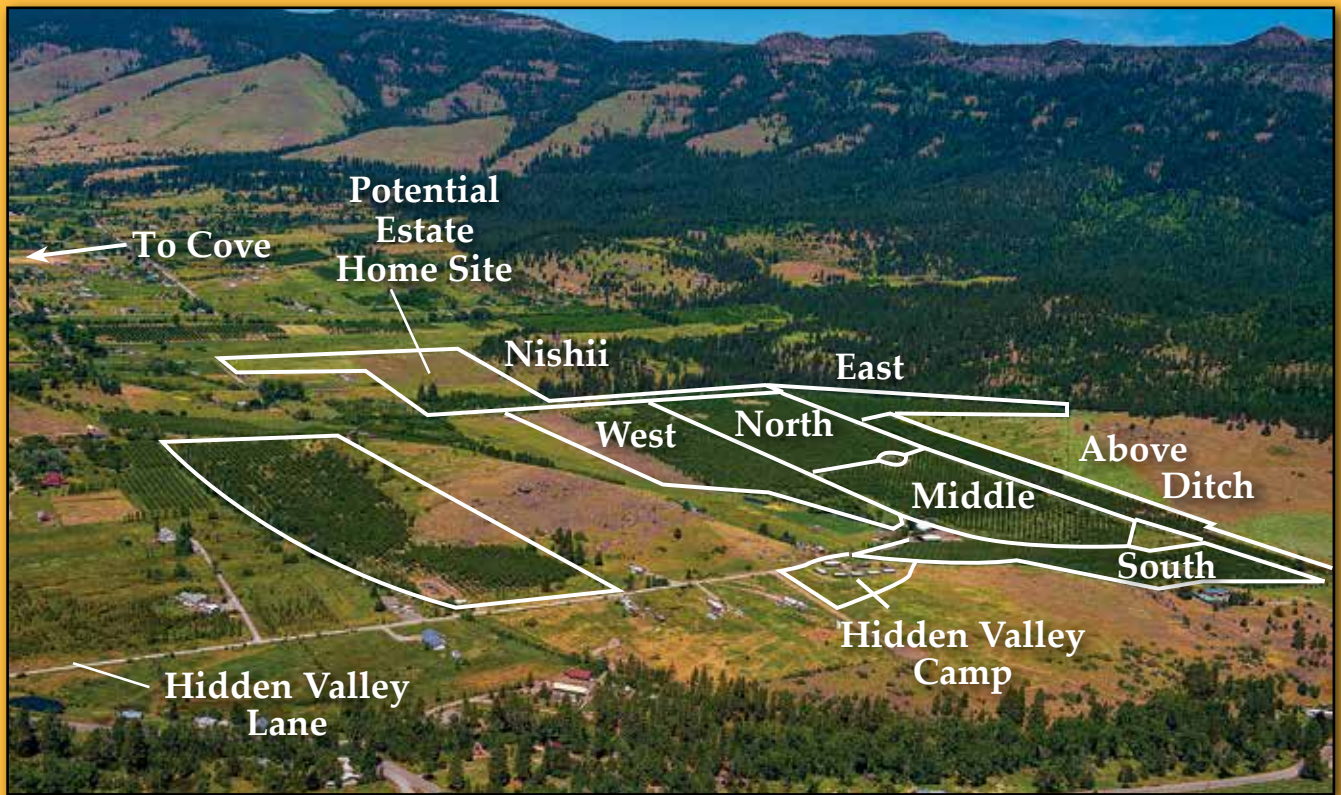 Potential
Estate
Home Site
To Cove
Nishii
East
West
North
Above
Ditch
Middle
South
Hidden Valley
Camp
Hidden Valley
Lane